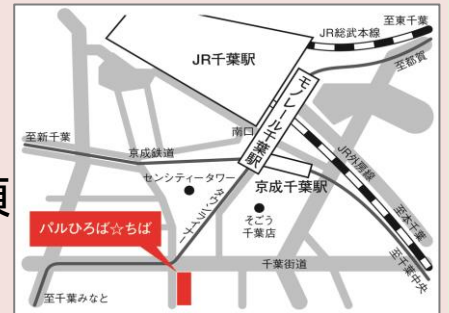 至東千葉
JR総武本線
JR千葉駅
至都賀
モノレール千葉駅
南口
至新千葉
京成鉄道
JR外房線
センシティータワー
京成千葉駅
タウンライナー
そごう
千葉店
至本千葉
パルひろば☆ちば
千葉街道
至千葉中央
至千葉みなと